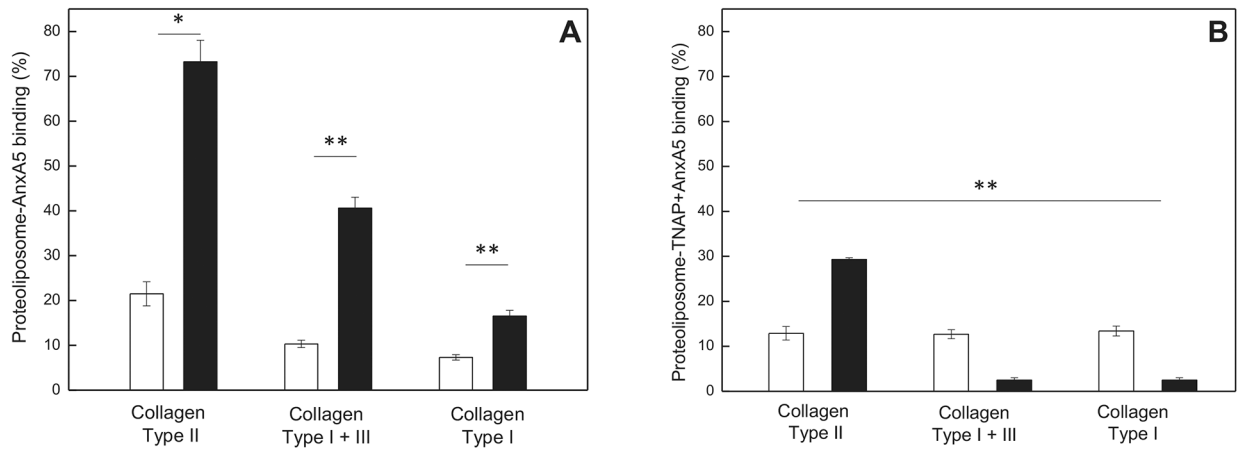 A
Proteoliposome-AnxA5 binding (%)
80
70
60
50
40
30
20
10
0
*
**
**
Collagen
Type II
Collagen
Type I + III
Collagen
Type I
B
Proteoliposome-TNAP+AnxA5 binding (%)
80
70
60
50
40
30
20
10
0
**
Collagen
Type II
Collagen
Type I + III
Collagen
Type I